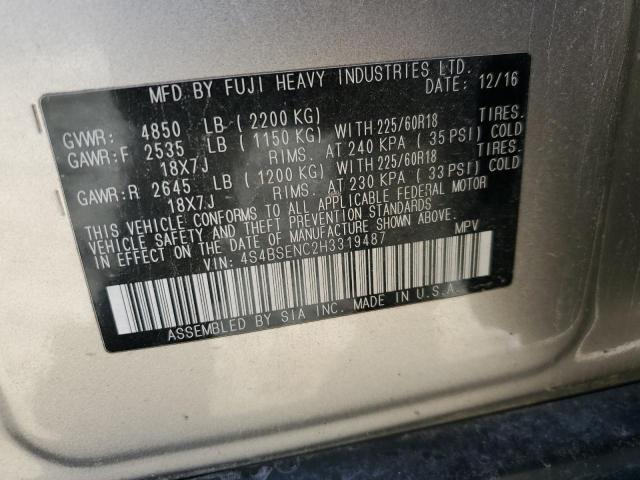 MFD BY FUJI HEAVY INDUSTRIES LTD.
DATE: 12/16
GVWR: 4850 LB ( 2200 KG)
GAWR:F 2535 LB ( 1150 KG) WITH 225/60R18 TIRES.
18X7J RIMS. AT 240 KPA ( 35 PSI) COLD
GAWR:R 2645 LB ( 1200 KG) WITH 225/60R18 TIRES.
18X7J RIMS. AT 230 KPA ( 33 PSI) COLD
THIS VEHICLE CONFORMS TO ALL APPLICABLE FEDERAL MOTOR
VEHICLE SAFETY AND THEFT PREVENTION STANDARDS
IN EFFECT ON THE DATE OF MANUFACTURE SHOWN ABOVE.
VIN: 4S4BSENC2H3319487 MPV
ASSEMBLED BY SIA INC. MADE IN U.S.A.